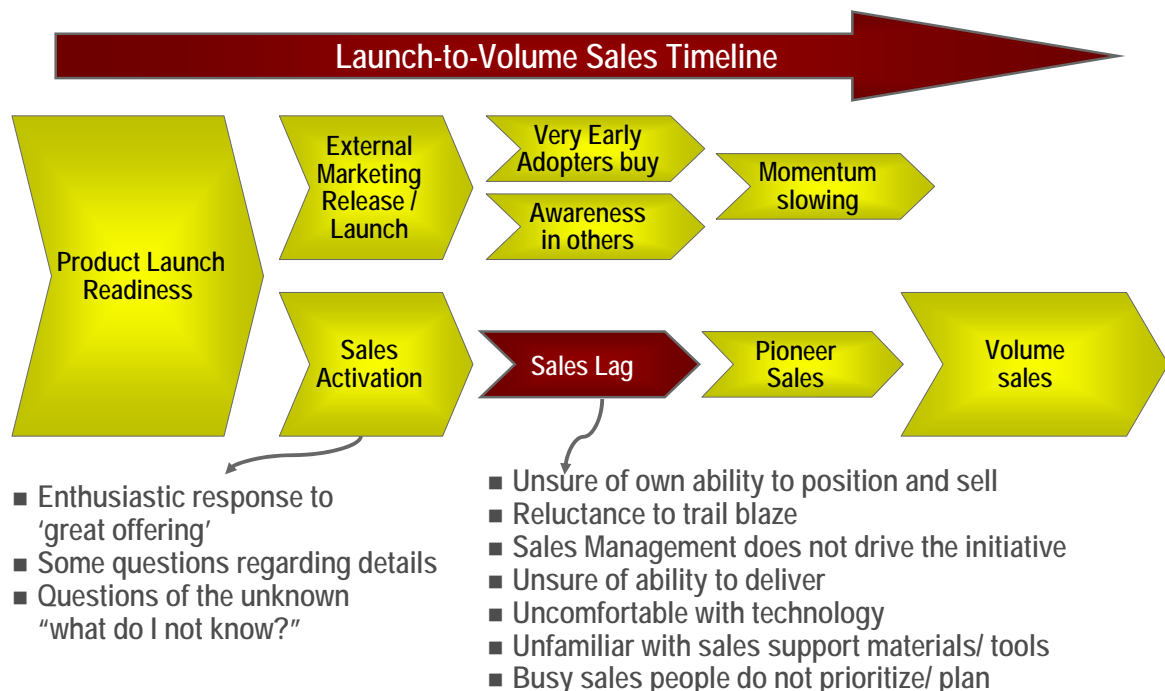 Launch-to-Volume Sales Timeline
Product Launch
Readiness
External
Marketing
Release /
Launch
Very Early
Adopters buy
Awareness
in others
Momentum
slowing
Sales
Activation
Sales Lag
Pioneer
Sales
Volume
sales
■ Enthusiastic response to
‘great offering’
■ Some questions regarding details
■ Questions of the unknown
“what do I not know?”
■ Unsure of own ability to position and sell
■ Reluctance to trail blaze
■ Sales Management does not drive the initiative
■ Unsure of ability to deliver
■ Uncomfortable with technology
■ Unfamiliar with sales support materials/ tools
■ Busy sales people do not prioritize/ plan